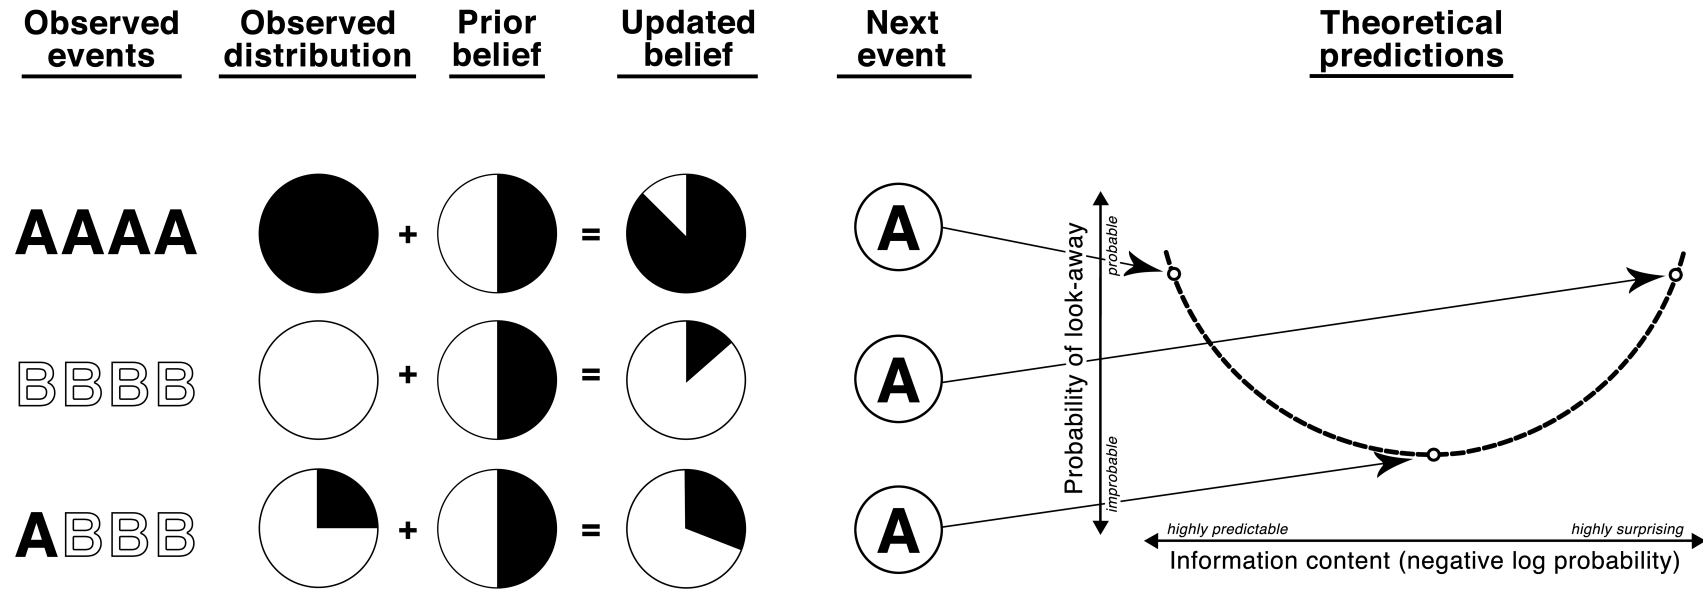 Observed events
Observed distribution
Prior belief
Updated belief
Next event
Theoretical predictions
AAAA
+
=
A
BBBB
+
=
A
ABBB
+
=
A
Probability of look-away
probable
improbable
highly predictable
highly surprising
Information content (negative log probability)